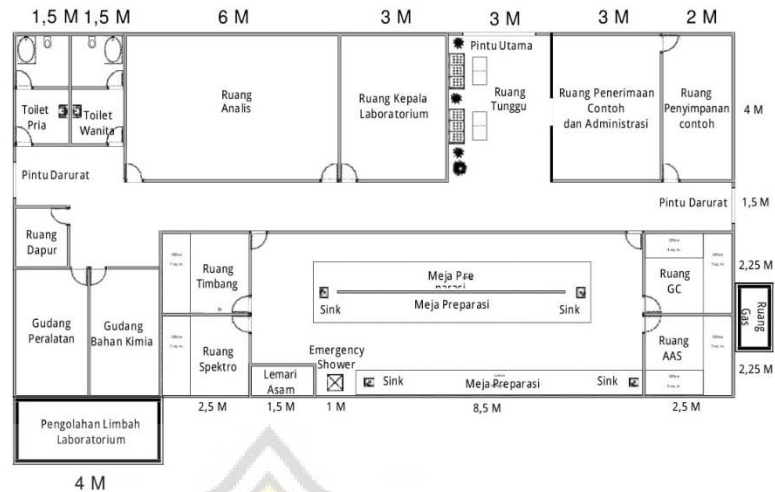 1,5 M 1,5 M 6 M 3 M 3 M 3 M 2 M
Pintu Utama
Toilet
Pria
Toilet
Wanita
Ruang
Analis
Ruang Kepala
Laboratorium
Ruang
Tunggu
Ruang Penerimaan
Contoh
dan Administrasi
Ruang
Penyimpanan
contoh
4 M
Pintu Darurat
Pintu Darurat
1,5 M
Ruang
Dapur
Gudang
Peralatan
Gudang
Bahan Kimia
Ruang
Timbang
Ruang
Spektro
Meja Pre
parasi
Meja Preparasi
Sink
Sink
Ruang
GC
2,25 M
Ruang
Gas
Ruang
AAS
2,25 M
Emergency
Shower
Lemari
Asam
Sink
Meja Preparasi
Sink
2,5 M
1,5 M
1 M
8,5 M
2,5 M
Pengolahan Limbah
Laboratorium
4 M